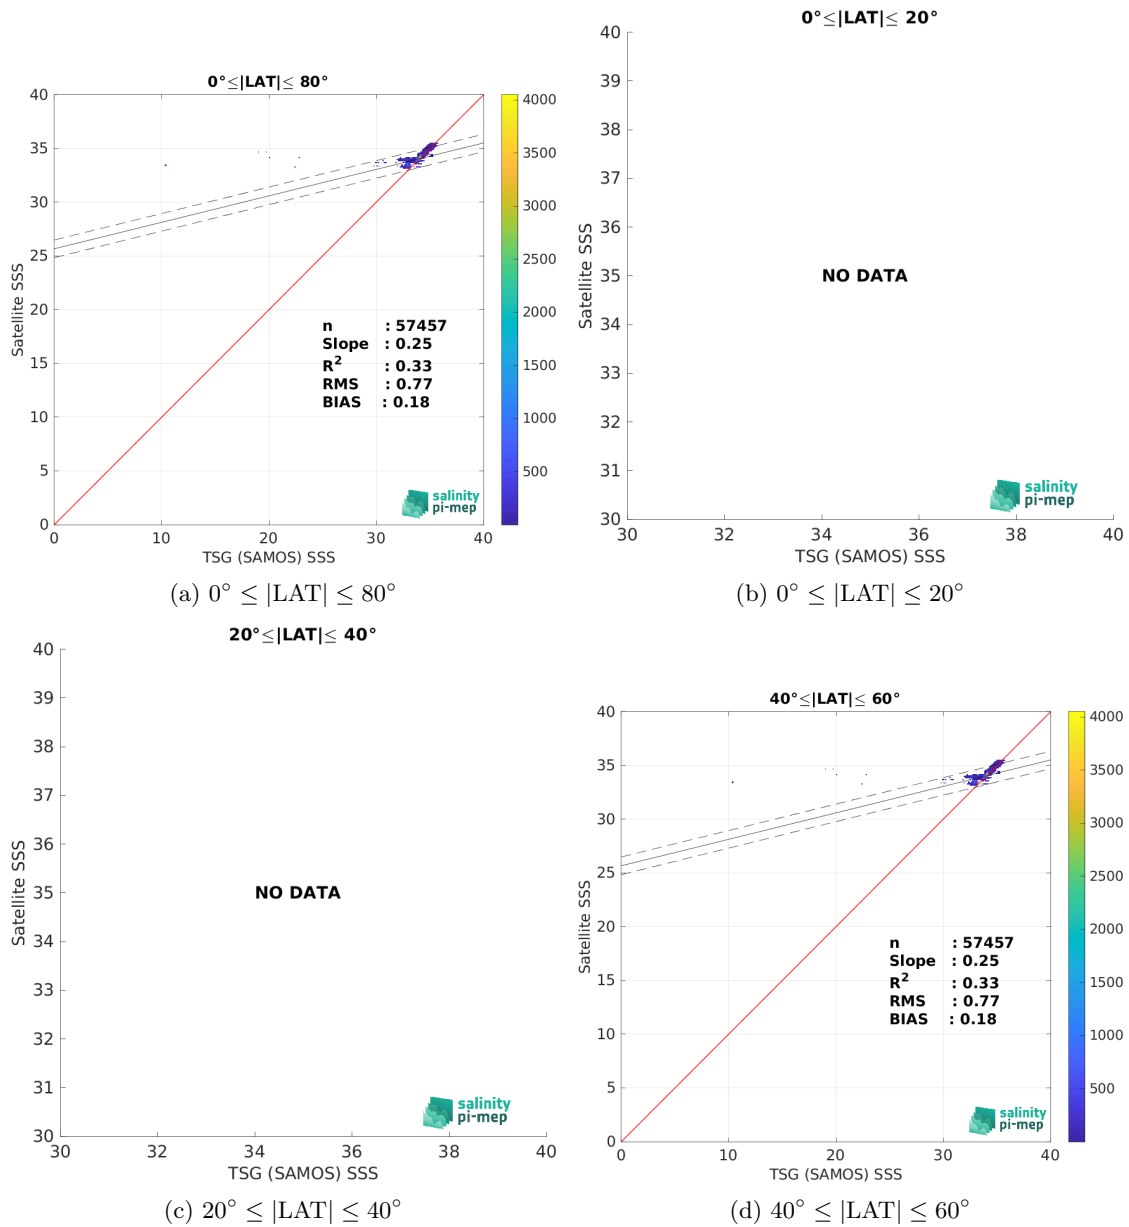 0°≤|LAT|≤ 80°
40
35
30
25
20
15
10
5
0
0
10
20
30
40
Satellite SSS
TSG (SAMOS) SSS
n : 57457
Slope : 0.25
R² : 0.33
RMS : 0.77
BIAS : 0.18
4000
3500
3000
2500
2000
1500
1000
500
salinity
pi-mep
(a) 0° ≤ |LAT| ≤ 80°
0°≤|LAT|≤ 20°
40
39
38
37
36
35
34
33
32
31
30
30
32
34
36
38
40
Satellite SSS
TSG (SAMOS) SSS
NO DATA
salinity
pi-mep
(b) 0° ≤ |LAT| ≤ 20°
20°≤|LAT|≤ 40°
40
39
38
37
36
35
34
33
32
31
30
30
32
34
36
38
40
Satellite SSS
TSG (SAMOS) SSS
NO DATA
salinity
pi-mep
(c) 20° ≤ |LAT| ≤ 40°
40°≤|LAT|≤ 60°
40
35
30
25
20
15
10
5
0
0
10
20
30
40
Satellite SSS
TSG (SAMOS) SSS
n : 57457
Slope : 0.25
R² : 0.33
RMS : 0.77
BIAS : 0.18
4000
3500
3000
2500
2000
1500
1000
500
salinity
pi-mep
(d) 40° ≤ |LAT| ≤ 60°